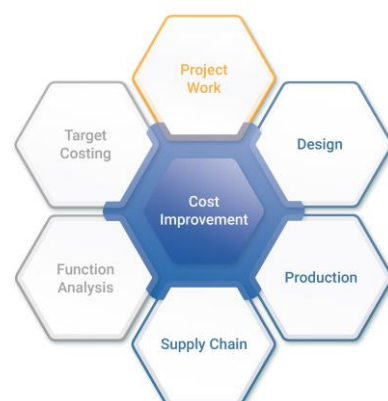 Project
Work
Target
Costing
Design
Cost
Improvement
Function
Analysis
Production
Supply Chain